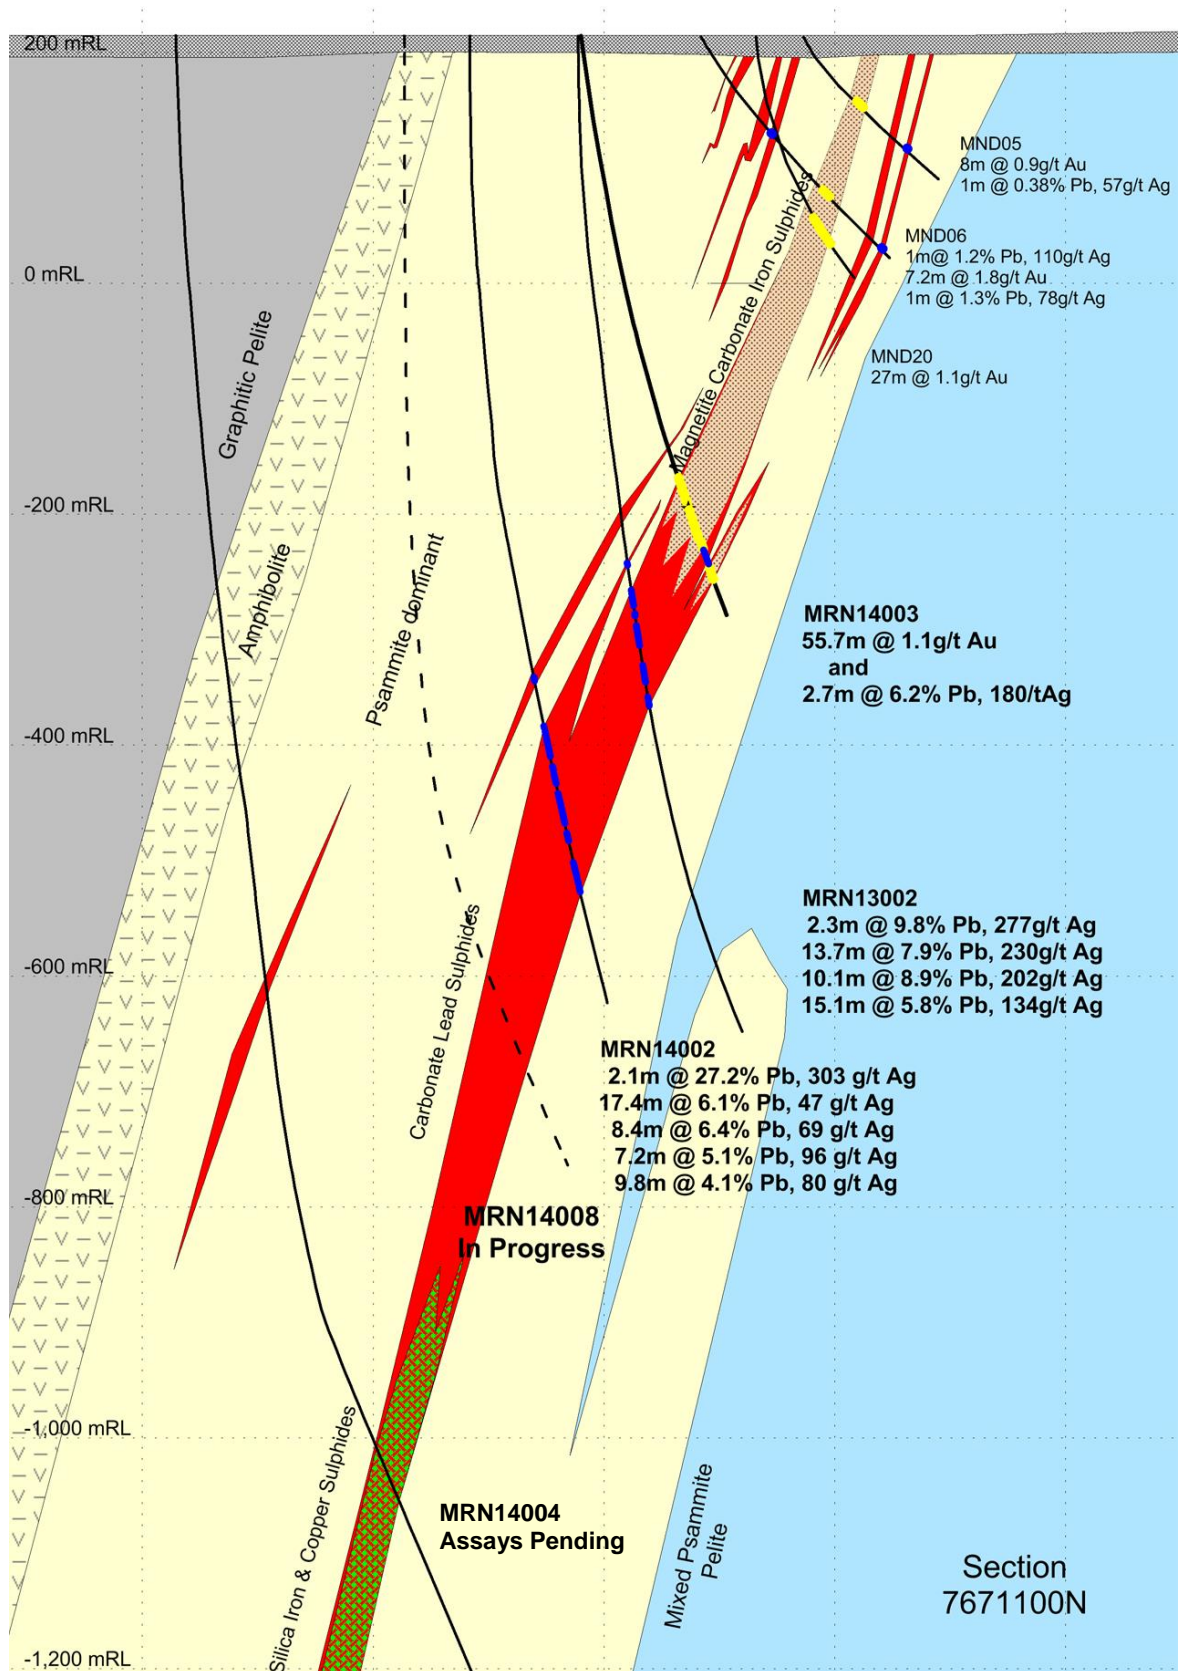 200 mRL
MND05
8m @ 0.9g/t Au
1m @ 0.38% Pb, 57g/t Ag
MND06
1m@ 1.2% Pb, 110g/t Ag
7.2m @ 1.8g/t Au
1m @ 1.3% Pb, 78g/t Ag
0 mRL
MND20
27m @ 1.1g/t Au
Magnetite Carbonate Iron Sulphides
Graphitic Pelite
-200 mRL
Amphibolite
Psammite dominant
MRN14003
55.7m @ 1.1g/t Au
and
2.7m @ 6.2% Pb, 180/tAg
-400 mRL
MRN13002
2.3m @ 9.8% Pb, 277g/t Ag
13.7m @ 7.9% Pb, 230g/t Ag
10.1m @ 8.9% Pb, 202g/t Ag
15.1m @ 5.8% Pb, 134g/t Ag
-600 mRL
Carbonate Lead Sulphides
MRN14002
2.1m @ 27.2% Pb, 303 g/t Ag
17.4m @ 6.1% Pb, 47 g/t Ag
8.4m @ 6.4% Pb, 69 g/t Ag
7.2m @ 5.1% Pb, 96 g/t Ag
9.8m @ 4.1% Pb, 80 g/t Ag
-800 mRL
MRN14008
In Progress
-1,000 mRL
Silica Iron & Copper Sulphides
MRN14004
Assays Pending
Mixed Psammite
Pelite
Section
7671100N
-1,200 mRL